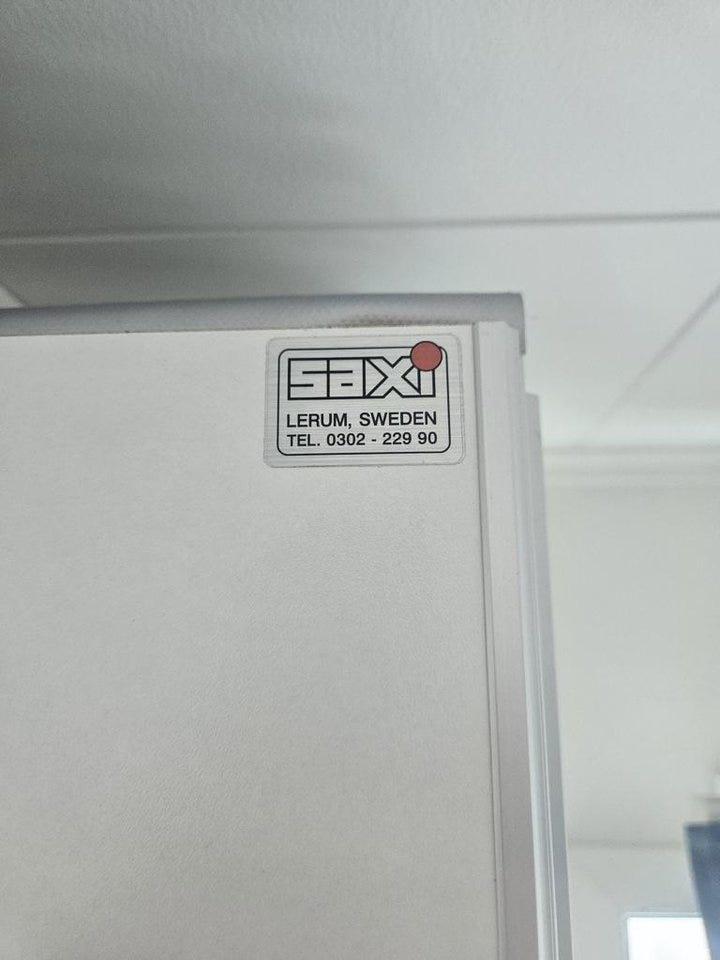 saxi
LERUM, SWEDEN
TEL. 0302 - 229 90